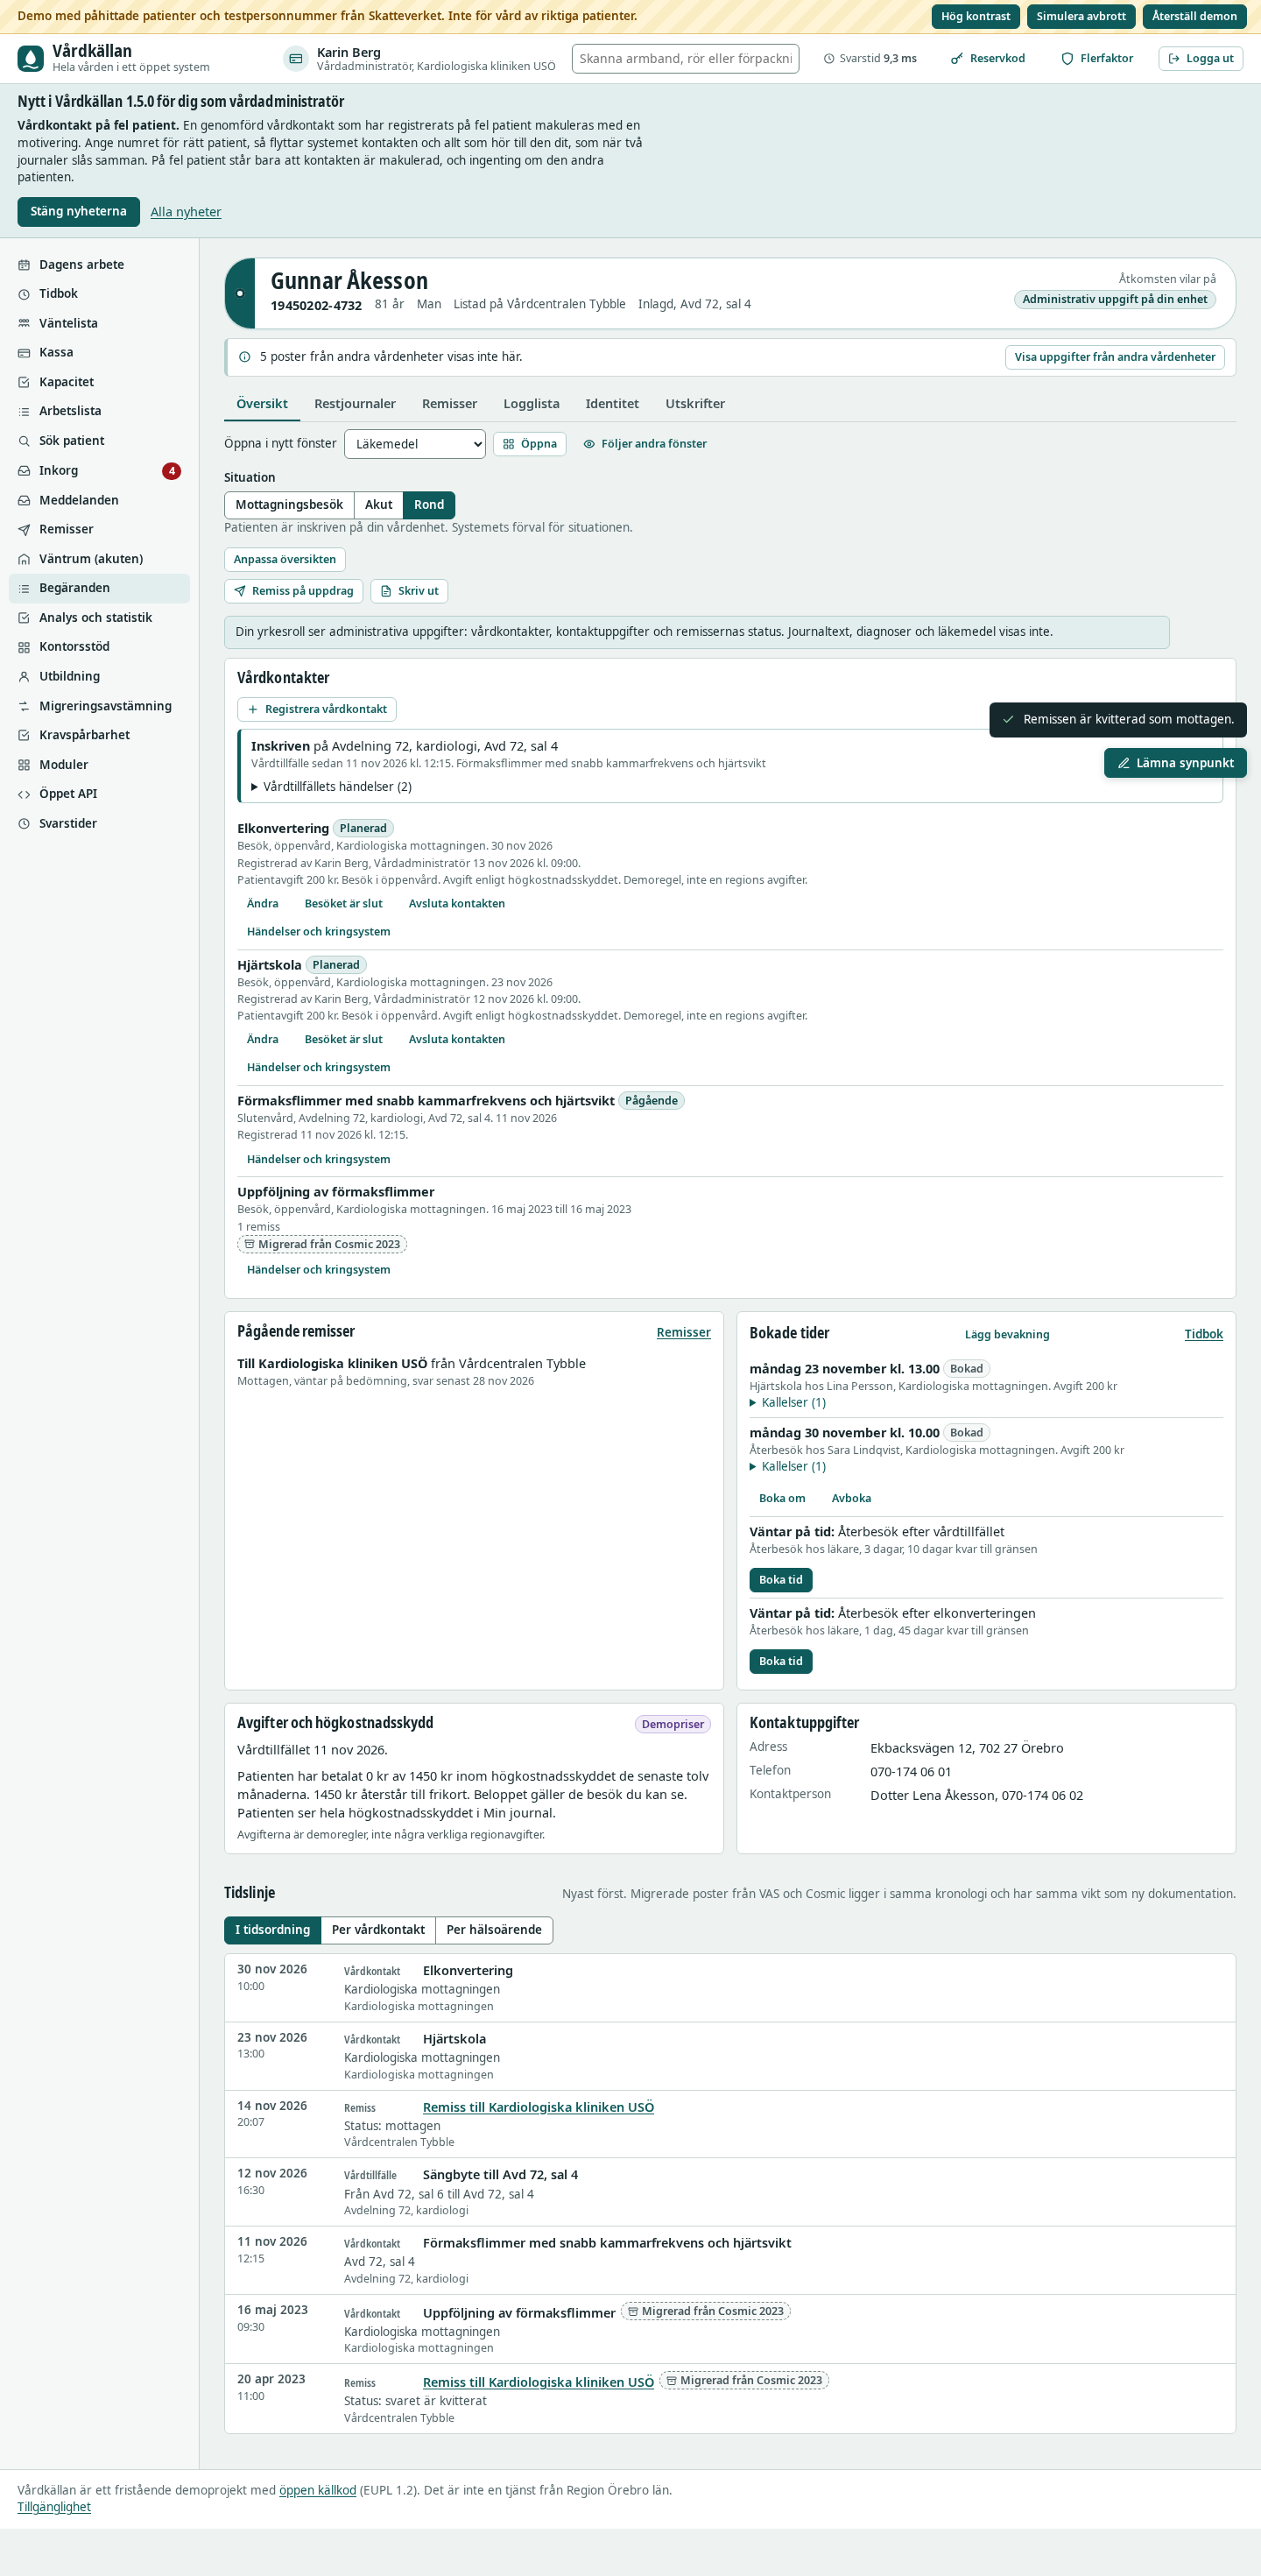 Demo med påhittade patienter och testpersonnummer från Skatteverket. Inte för vård av riktiga patienter.
Hög kontrast
Simulera avbrott
Återställ demon
Vårdkällan
Hela vården i ett öppet system
Karin Berg
Vårdadministratör, Kardiologiska kliniken USÖ
Skanna armband, rör eller förpackni
Svarstid 9,3 ms
Reservkod
Flerfaktor
Logga ut
Nytt i Vårdkällan 1.5.0 för dig som vårdadministratör
Vårdkontakt på fel patient. En genomförd vårdkontakt som har registrerats på fel patient makuleras med en
motivering. Ange numret för rätt patient, så flyttar systemet kontakten och allt som hör till den dit, som när två
journaler slås samman. På fel patient står bara att kontakten är makulerad, och ingenting om den andra
patienten.
Stäng nyheterna
Alla nyheter
Dagens arbete
Tidbok
Väntelista
Kassa
Kapacitet
Arbetslista
Sök patient
Inkorg
4
Meddelanden
Remisser
Väntrum (akuten)
Begäranden
Analys och statistik
Kontorsstöd
Utbildning
Migreringsavstämning
Kravspårbarhet
Moduler
Öppet API
Svarstider
Gunnar Åkesson
19450202-4732 81 år Man Listad på Vårdcentralen Tybble Inlagd, Avd 72, sal 4
Åtkomsten vilar på
Administrativ uppgift på din enhet
5 poster från andra vårdenheter visas inte här.
Visa uppgifter från andra vårdenheter
Översikt
Restjournaler
Remisser
Logglista
Identitet
Utskrifter
Öppna i nytt fönster
Läkemedel
Öppna
Följer andra fönster
Situation
Mottagningsbesök
Akut
Rond
Patienten är inskriven på din vårdenhet. Systemets förval för situationen.
Anpassa översikten
Remiss på uppdrag
Skriv ut
Din yrkesroll ser administrativa uppgifter: vårdkontakter, kontaktuppgifter och remissernas status. Journaltext, diagnoser och läkemedel visas inte.
Vårdkontakter
Registrera vårdkontakt
Remissen är kvitterad som mottagen.
Inskriven på Avdelning 72, kardiologi, Avd 72, sal 4
Vårdtillfälle sedan 11 nov 2026 kl. 12:15. Förmaksflimmer med snabb kammarfrekvens och hjärtsvikt
Lämna synpunkt
Vårdtillfällets händelser (2)
Elkonvertering Planerad
Besök, öppenvård, Kardiologiska mottagningen. 30 nov 2026
Registrerad av Karin Berg, Vårdadministratör 13 nov 2026 kl. 09:00.
Patientavgift 200 kr. Besök i öppenvård. Avgift enligt högkostnadsskyddet. Demoregel, inte en regions avgifter.
Ändra
Besöket är slut
Avsluta kontakten
Händelser och kringsystem
Hjärtskola Planerad
Besök, öppenvård, Kardiologiska mottagningen. 23 nov 2026
Registrerad av Karin Berg, Vårdadministratör 12 nov 2026 kl. 09:00.
Patientavgift 200 kr. Besök i öppenvård. Avgift enligt högkostnadsskyddet. Demoregel, inte en regions avgifter.
Ändra
Besöket är slut
Avsluta kontakten
Händelser och kringsystem
Förmaksflimmer med snabb kammarfrekvens och hjärtsvikt Pågående
Slutenvård, Avdelning 72, kardiologi, Avd 72, sal 4. 11 nov 2026
Registrerad 11 nov 2026 kl. 12:15.
Händelser och kringsystem
Uppföljning av förmaksflimmer
Besök, öppenvård, Kardiologiska mottagningen. 16 maj 2023 till 16 maj 2023
1 remiss
Migrerad från Cosmic 2023
Händelser och kringsystem
Pågående remisser
Remisser
Till Kardiologiska kliniken USÖ från Vårdcentralen Tybble
Mottagen, väntar på bedömning, svar senast 28 nov 2026
Bokade tider
Lägg bevakning
Tidbok
måndag 23 november kl. 13.00 Bokad
Hjärtskola hos Lina Persson, Kardiologiska mottagningen. Avgift 200 kr
Kallelser (1)
måndag 30 november kl. 10.00 Bokad
Återbesök hos Sara Lindqvist, Kardiologiska mottagningen. Avgift 200 kr
Kallelser (1)
Boka om
Avboka
Väntar på tid: Återbesök efter vårdtillfället
Återbesök hos läkare, 3 dagar, 10 dagar kvar till gränsen
Boka tid
Väntar på tid: Återbesök efter elkonverteringen
Återbesök hos läkare, 1 dag, 45 dagar kvar till gränsen
Boka tid
Avgifter och högkostnadsskydd
Demopriser
Vårdtillfället 11 nov 2026.
Patienten har betalat 0 kr av 1450 kr inom högkostnadsskyddet de senaste tolv
månaderna. 1450 kr återstår till frikort. Beloppet gäller de besök du kan se.
Patienten ser hela högkostnadsskyddet i Min journal.
Avgifterna är demoregler, inte några verkliga regionavgifter.
Kontaktuppgifter
Adress Ekbacksvägen 12, 702 27 Örebro
Telefon 070-174 06 01
Kontaktperson Dotter Lena Åkesson, 070-174 06 02
Tidslinje
Nyast först. Migrerade poster från VAS och Cosmic ligger i samma kronologi och har samma vikt som ny dokumentation.
I tidsordning
Per vårdkontakt
Per hälsoärende
30 nov 2026 Vårdkontakt Elkonvertering
10:00 Kardiologiska mottagningen
Kardiologiska mottagningen
23 nov 2026 Vårdkontakt Hjärtskola
13:00 Kardiologiska mottagningen
Kardiologiska mottagningen
14 nov 2026 Remiss Remiss till Kardiologiska kliniken USÖ
20:07 Status: mottagen
Vårdcentralen Tybble
12 nov 2026 Vårdtillfälle Sängbyte till Avd 72, sal 4
16:30 Från Avd 72, sal 6 till Avd 72, sal 4
Avdelning 72, kardiologi
11 nov 2026 Vårdkontakt Förmaksflimmer med snabb kammarfrekvens och hjärtsvikt
12:15 Avd 72, sal 4
Avdelning 72, kardiologi
16 maj 2023 Vårdkontakt Uppföljning av förmaksflimmer Migrerad från Cosmic 2023
09:30 Kardiologiska mottagningen
Kardiologiska mottagningen
20 apr 2023 Remiss Remiss till Kardiologiska kliniken USÖ Migrerad från Cosmic 2023
11:00 Status: svaret är kvitterat
Vårdcentralen Tybble
Vårdkällan är ett fristående demoprojekt med öppen källkod (EUPL 1.2). Det är inte en tjänst från Region Örebro län.
Tillgänglighet